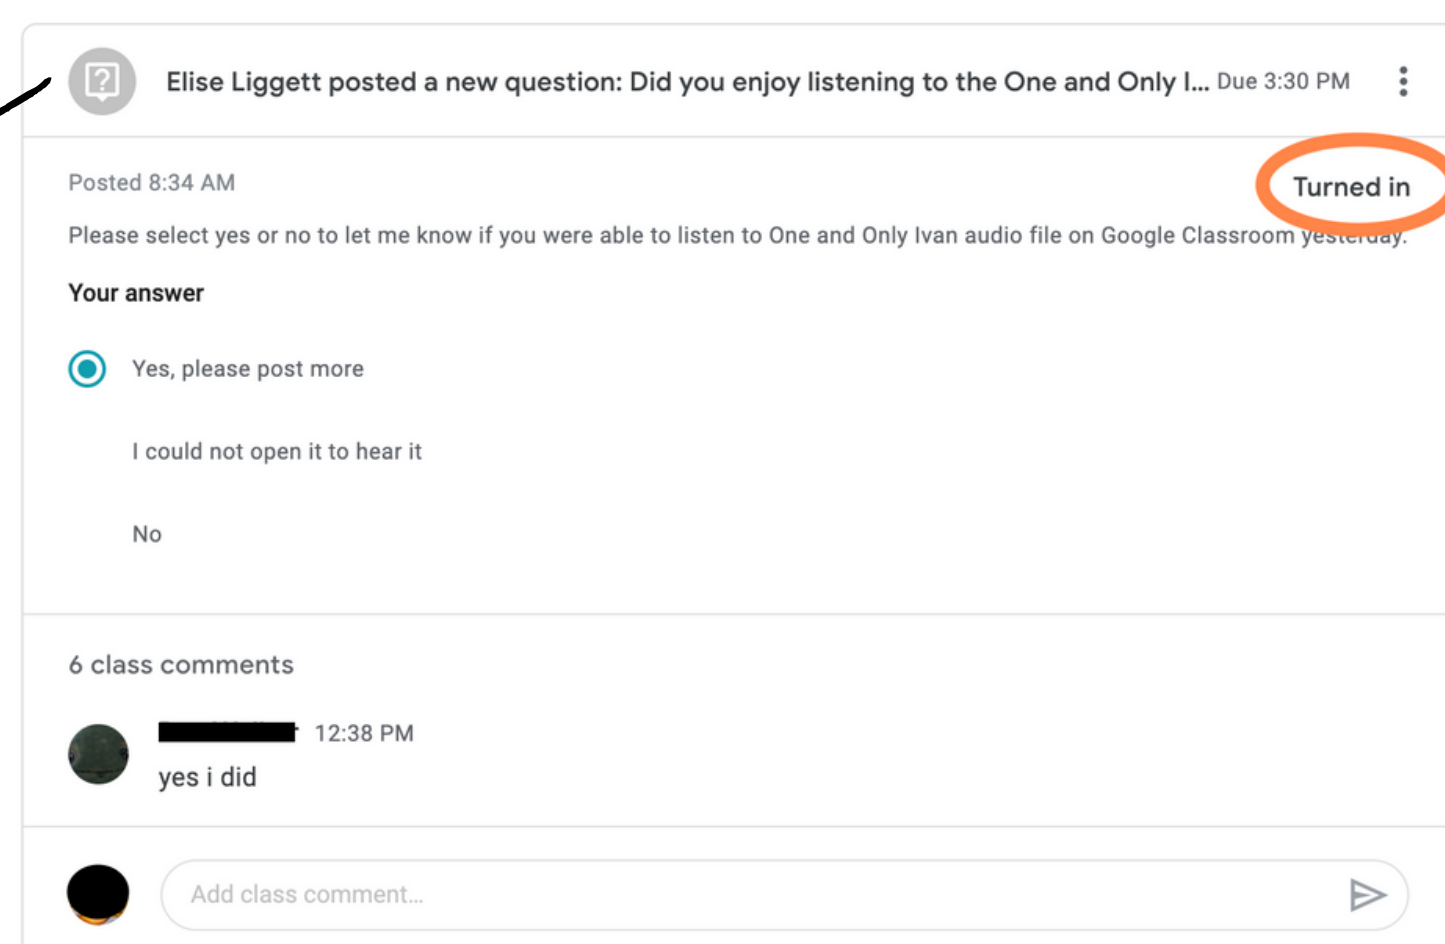 Elise Liggett posted a new question: Did you enjoy listening to the One and Only I... Due 3:30 PM
Posted 8:34 AM
Turned in
Please select yes or no to let me know if you were able to listen to One and Only Ivan audio file on Google Classroom yesterday.
Your answer
Yes, please post more
I could not open it to hear it
No
6 class comments
12:38 PM
yes i did
Add class comment...